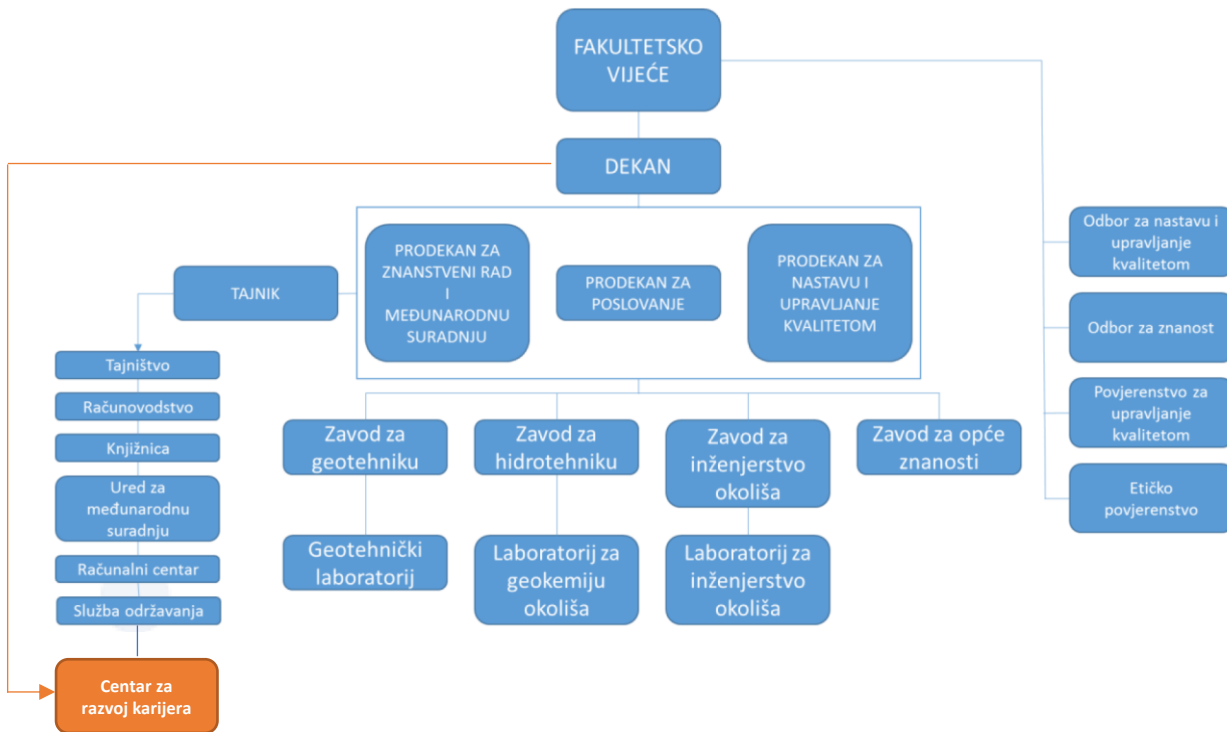 FAKULTETSKO
VIJEĆE
DEKAN
PRODEKAN ZA
ZNANSTVENI RAD
I
MEĐUNARODNU
SURADNJU
PRODEKAN ZA
POSLOVANJE
PRODEKAN ZA
NASTAVU I
UPRAVLJANJE
KVALITETOM
TAJNIK
Tajništvo
Računovodstvo
Knjižnica
Ured za
međunarodnu
suradnju
Računalni centar
Služba održavanja
Centar za
razvoj karijera
Zavod za
geotehniku
Zavod za
hidrotehniku
Zavod za
inženjerstvo
okoliša
Zavod za opće
znanosti
Geotehnički
laboratorij
Laboratorij za
geokemiju
okoliša
Laboratorij za
inženjerstvo
okoliša
Odbor za nastavu i
upravljanje
kvalitetom
Odbor za znanost
Povjerenstvo za
upravljanje
kvalitetom
Etičko
povjerenstvo